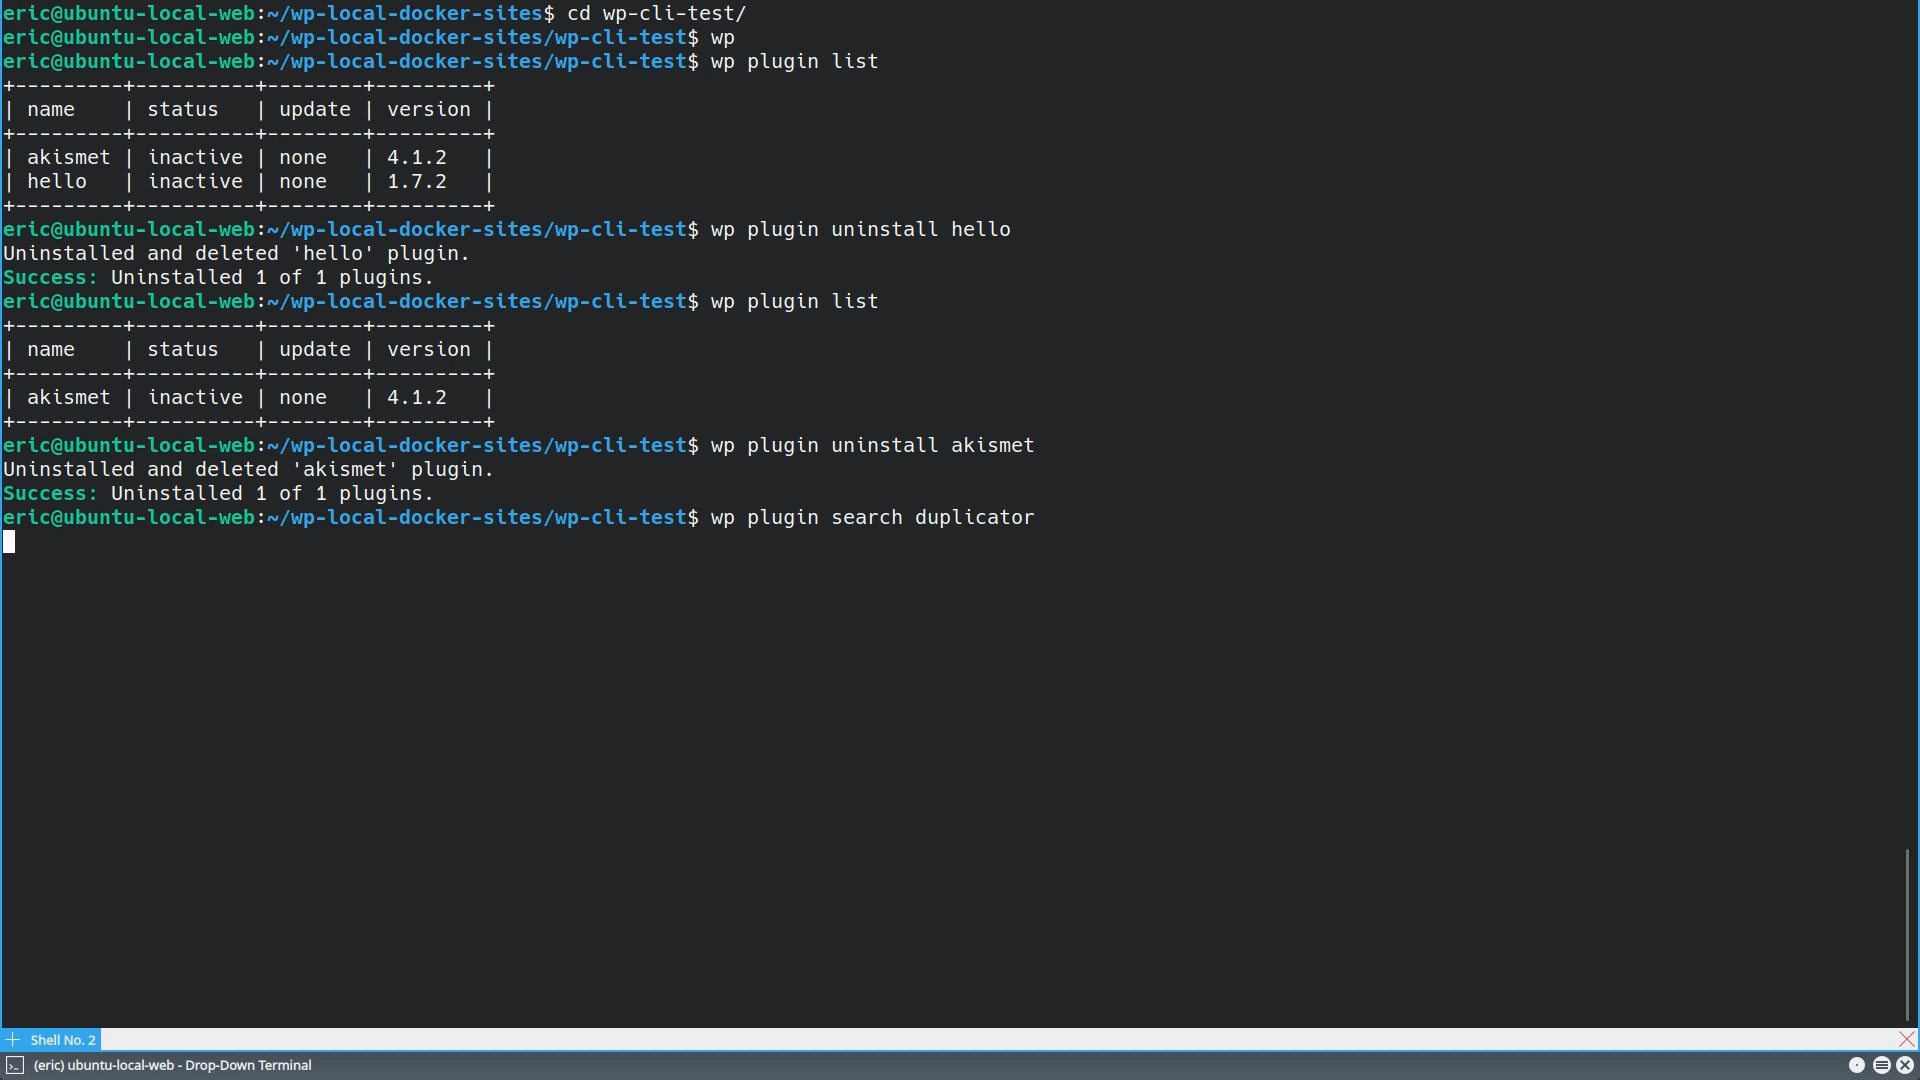 eric@ubuntu-local-web:~/wp-local-docker-sites$ cd wp-cli-test/
eric@ubuntu-local-web:~/wp-local-docker-sites/wp-cli-test$ wp
eric@ubuntu-local-web:~/wp-local-docker-sites/wp-cli-test$ wp plugin list
+---------+----------+--------+---------+
| name    | status   | update | version |
+---------+----------+--------+---------+
| akismet | inactive | none   | 4.1.2   |
| hello   | inactive | none   | 1.7.2   |
+---------+----------+--------+---------+
eric@ubuntu-local-web:~/wp-local-docker-sites/wp-cli-test$ wp plugin uninstall hello
Uninstalled and deleted 'hello' plugin.
Success: Uninstalled 1 of 1 plugins.
eric@ubuntu-local-web:~/wp-local-docker-sites/wp-cli-test$ wp plugin list
+---------+----------+--------+---------+
| name    | status   | update | version |
+---------+----------+--------+---------+
| akismet | inactive | none   | 4.1.2   |
+---------+----------+--------+---------+
eric@ubuntu-local-web:~/wp-local-docker-sites/wp-cli-test$ wp plugin uninstall akismet
Uninstalled and deleted 'akismet' plugin.
Success: Uninstalled 1 of 1 plugins.
eric@ubuntu-local-web:~/wp-local-docker-sites/wp-cli-test$ wp plugin search duplicator
Shell No. 2
(eric) ubuntu-local-web - Drop-Down Terminal